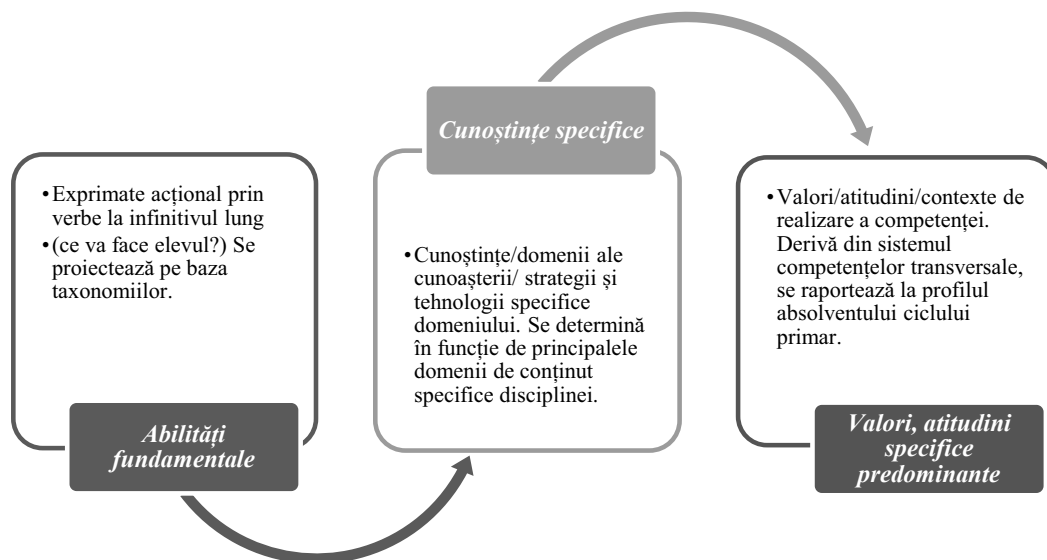 •Exprimate acțional prin
verbe la infinitivul lung
•(ce va face elevul?) Se
proiectează pe baza
taxonomiilor.
Abilități
fundamentale
Cunoștințe specifice
•Cunoștințe/domenii ale
cunoașterii/ strategii și
tehnologii specifice
domeniului. Se determină
în funcție de principalele
domenii de conținut
specifice disciplinei.
•Valori/atitudini/contexte de
realizare a competenței.
Derivă din sistemul
competențelor transversale,
se raportează la profilul
absolventului ciclului
primar.
Valori, atitudini
specifice
predominante